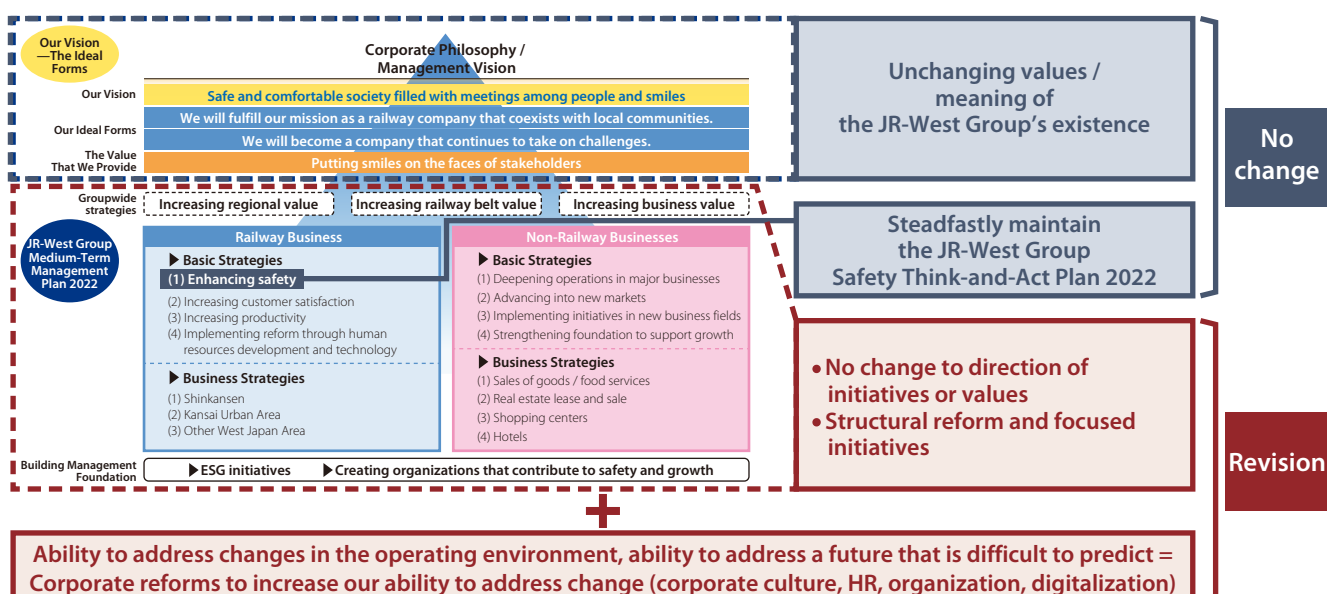 Our Vision
—The Ideal
Forms
Corporate Philosophy /
Management Vision
Our Vision
Safe and comfortable society filled with meetings among people and smiles
Our Ideal Forms
We will fulfill our mission as a railway company that coexists with local communities.
We will become a company that continues to take on challenges.
The Value
That We Provide
Putting smiles on the faces of stakeholders
Unchanging values /
meaning of
the JR-West Group’s existence
No
change
Groupwide
strategies
Increasing regional value
Increasing railway belt value
Increasing business value
JR-West Group
Medium-Term
Management
Plan 2022
Railway Business
▶ Basic Strategies
(1) Enhancing safety
(2) Increasing customer satisfaction
(3) Increasing productivity
(4) Implementing reform through human
resources development and technology
▶ Business Strategies
(1) Shinkansen
(2) Kansai Urban Area
(3) Other West Japan Area
Non-Railway Businesses
▶ Basic Strategies
(1) Deepening operations in major businesses
(2) Advancing into new markets
(3) Implementing initiatives in new business fields
(4) Strengthening foundation to support growth
▶ Business Strategies
(1) Sales of goods / food services
(2) Real estate lease and sale
(3) Shopping centers
(4) Hotels
Steadfastly maintain
the JR-West Group
Safety Think-and-Act Plan 2022
• No change to direction of
initiatives or values
• Structural reform and focused
initiatives
Revision
Building Management
Foundation
▶ ESG initiatives ▶ Creating organizations that contribute to safety and growth
+
Ability to address changes in the operating environment, ability to address a future that is difficult to predict =
Corporate reforms to increase our ability to address change (corporate culture, HR, organization, digitalization)